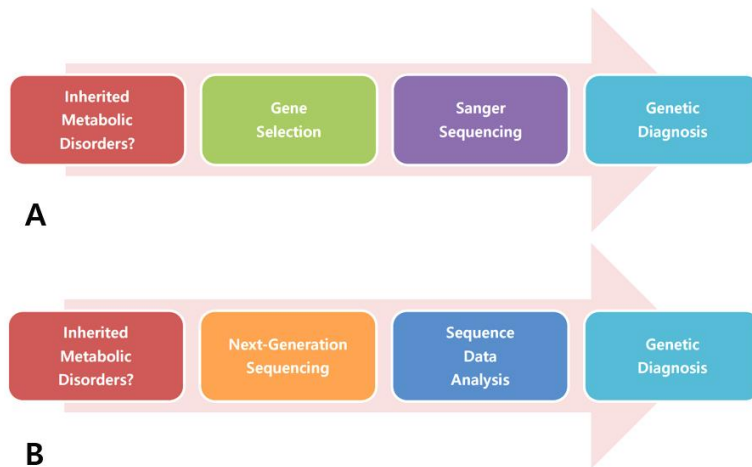 Inherited
Metabolic
Disorders?
Gene
Selection
Sanger
Sequencing
Genetic
Diagnosis
A
Inherited
Metabolic
Disorders?
Next-Generation
Sequencing
Sequence
Data
Analysis
Genetic
Diagnosis
B